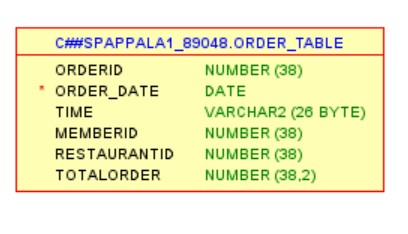 C##SPAPPALA1_89048.ORDER_TABLE
ORDERID NUMBER (38)
* ORDER_DATE DATE
TIME VARCHAR2 (26 BYTE)
MEMBERID NUMBER (38)
RESTAURANTID NUMBER (38)
TOTALORDER NUMBER (38,2)